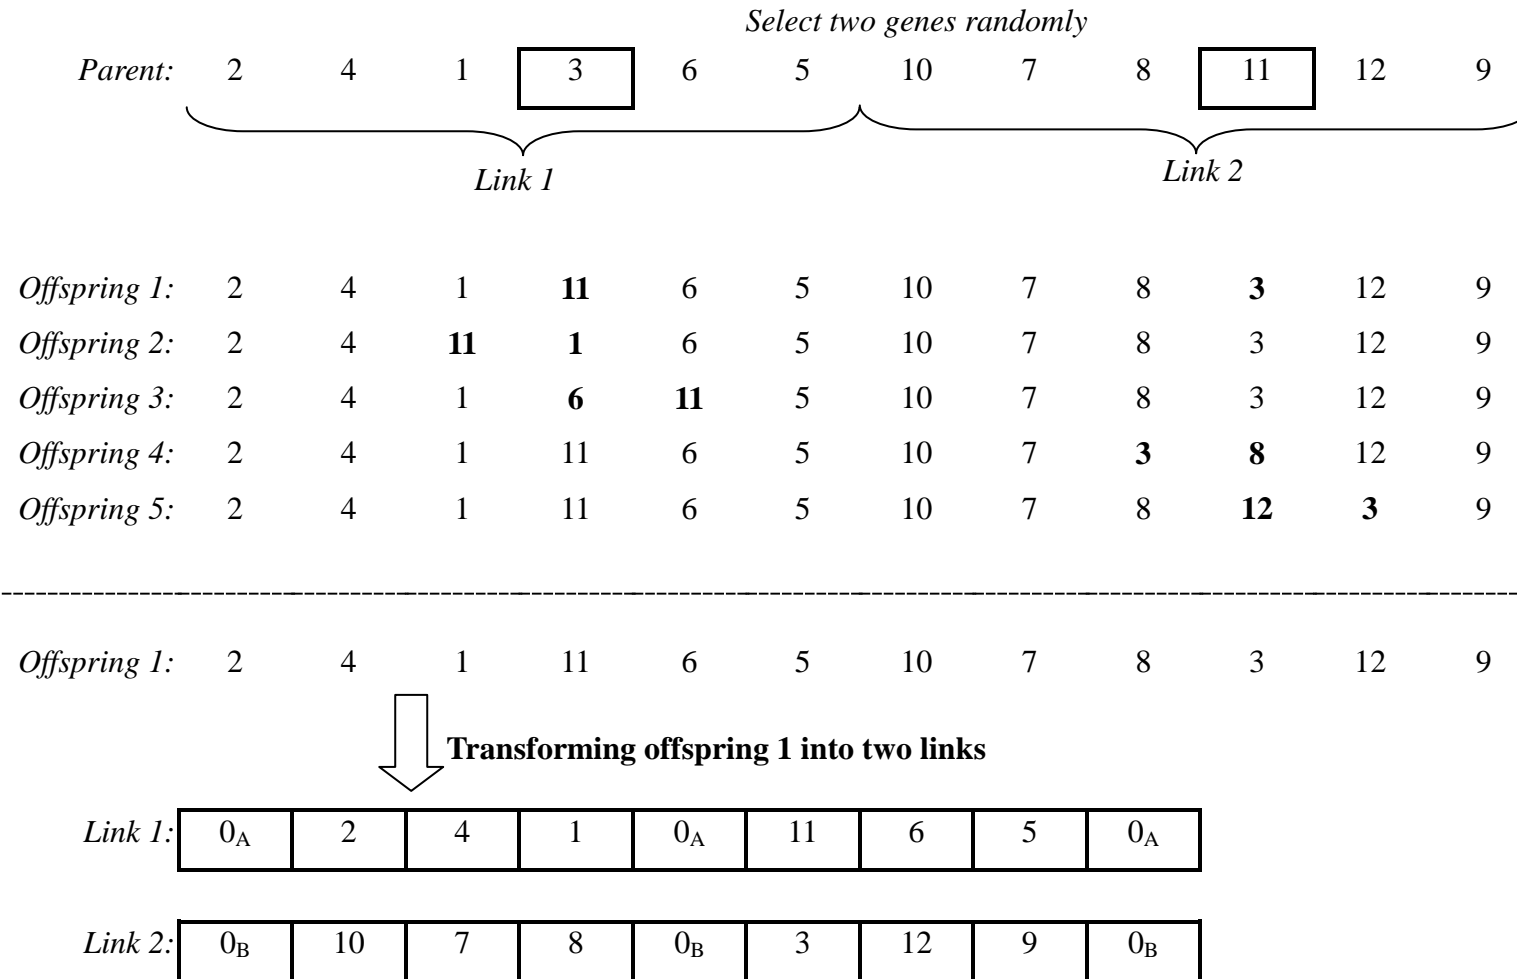 Select two genes randomly
Parent: 2 4 1 3 6 5 10 7 8 11 12 9
Link 1 Link 2
Offspring 1: 2 4 1 11 6 5 10 7 8 3 12 9
Offspring 2: 2 4 11 1 6 5 10 7 8 3 12 9
Offspring 3: 2 4 1 6 11 5 10 7 8 3 12 9
Offspring 4: 2 4 1 11 6 5 10 7 3 8 12 9
Offspring 5: 2 4 1 11 6 5 10 7 8 12 3 9
Offspring 1: 2 4 1 11 6 5 10 7 8 3 12 9
Transforming offspring 1 into two links
Link 1: 0A 2 4 1 0A 11 6 5 0A
Link 2: 0B 10 7 8 0B 3 12 9 0B